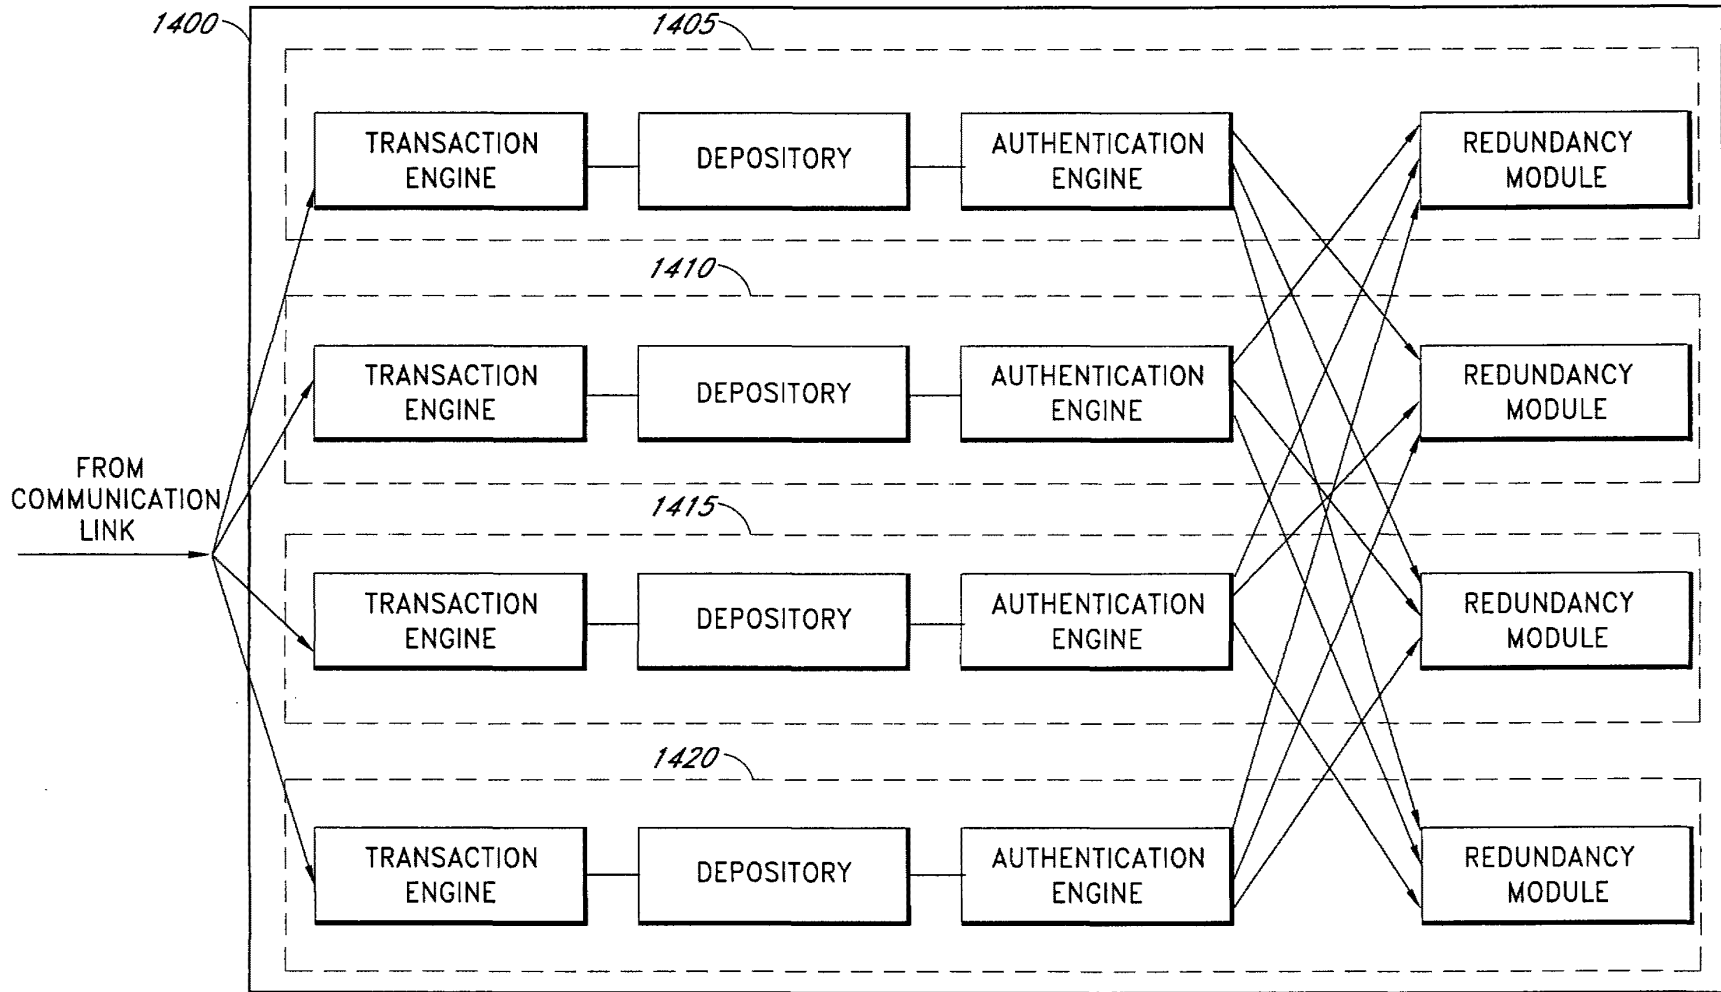 1400
1405
TRANSACTION
ENGINE
DEPOSITORY
AUTHENTICATION
ENGINE
REDUNDANCY
MODULE
1410
TRANSACTION
ENGINE
DEPOSITORY
AUTHENTICATION
ENGINE
REDUNDANCY
MODULE
FROM
COMMUNICATION
LINK
1415
TRANSACTION
ENGINE
DEPOSITORY
AUTHENTICATION
ENGINE
REDUNDANCY
MODULE
1420
TRANSACTION
ENGINE
DEPOSITORY
AUTHENTICATION
ENGINE
REDUNDANCY
MODULE